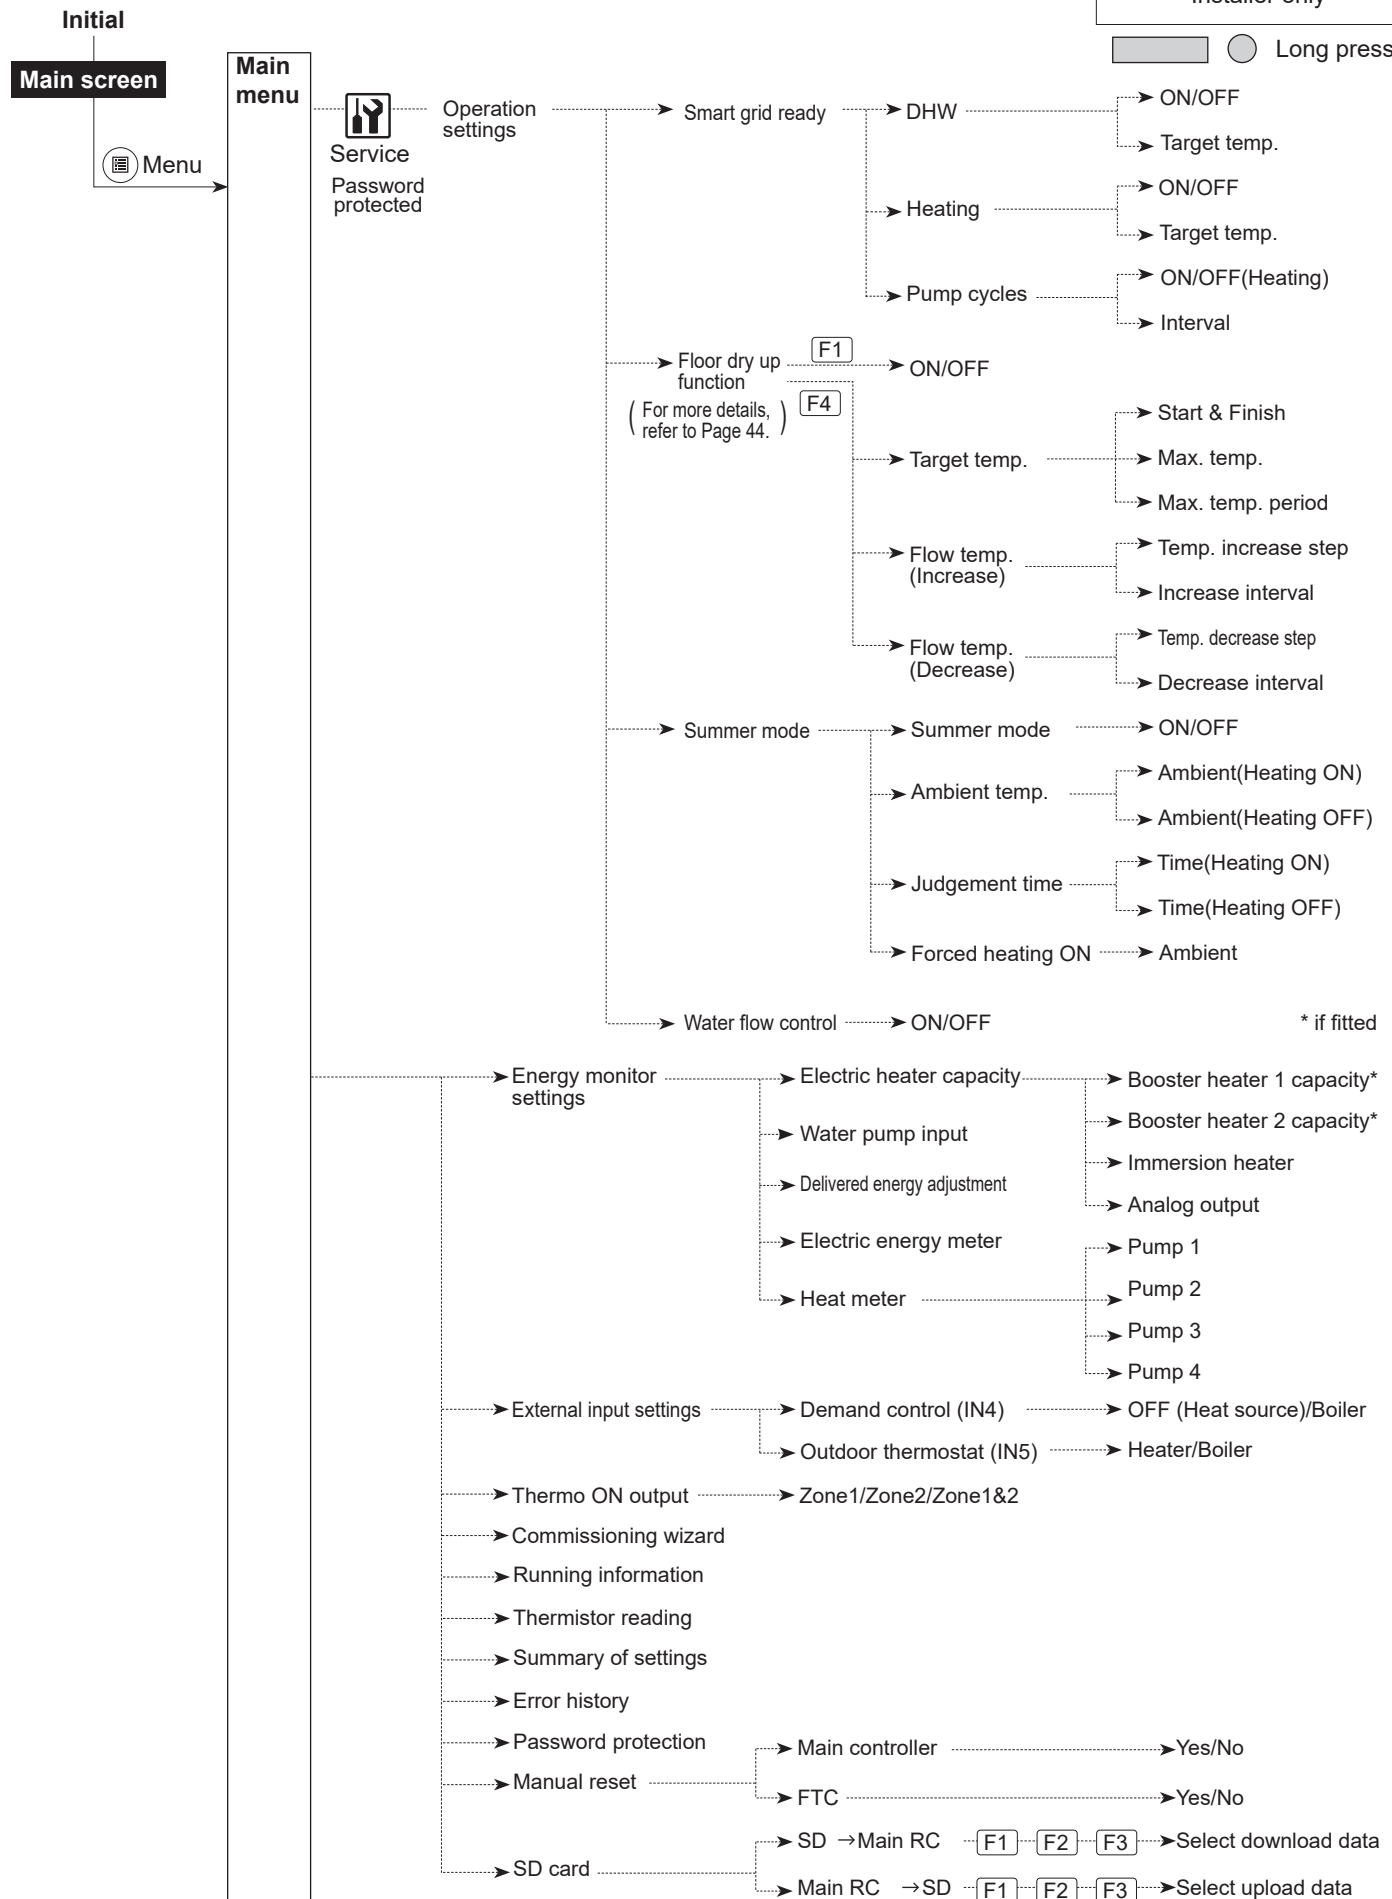 Installer only
Initial
Long press
Main screen
Main
menu
Menu
Service
Password
protected
Operation
settings
Smart grid ready
DHW
ON/OFF
Target temp.
Heating
ON/OFF
Target temp.
Pump cycles
ON/OFF(Heating)
Interval
Floor dry up
function
(For more details,
refer to Page 44.)
F1
ON/OFF
F4
Target temp.
Start & Finish
Max. temp.
Max. temp. period
Flow temp.
(Increase)
Temp. increase step
Increase interval
Flow temp.
(Decrease)
Temp. decrease step
Decrease interval
Summer mode
Summer mode
ON/OFF
Ambient temp.
Ambient(Heating ON)
Ambient(Heating OFF)
Judgement time
Time(Heating ON)
Time(Heating OFF)
Forced heating ON
Ambient
Water flow control
ON/OFF
* if fitted
Energy monitor
settings
Electric heater capacity
Booster heater 1 capacity*
Booster heater 2 capacity*
Immersion heater
Analog output
Water pump input
Delivered energy adjustment
Electric energy meter
Heat meter
Pump 1
Pump 2
Pump 3
Pump 4
External input settings
Demand control (IN4)
OFF (Heat source)/Boiler
Outdoor thermostat (IN5)
Heater/Boiler
Thermo ON output
Zone1/Zone2/Zone1&2
Commissioning wizard
Running information
Thermistor reading
Summary of settings
Error history
Password protection
Manual reset
Main controller
Yes/No
FTC
Yes/No
SD card
SD →Main RC
F1 F2 F3
Select download data
Main RC →SD
F1 F2 F3
Select upload data